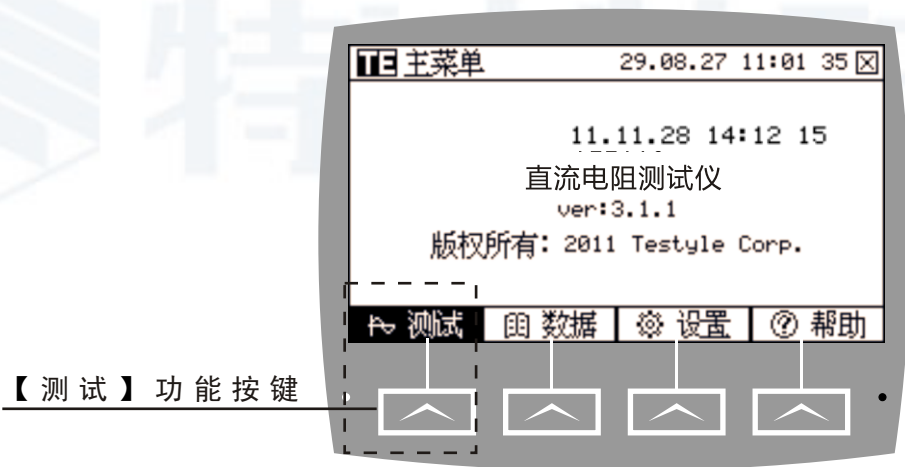 TE 主菜单 29.08.27 11:01 35
11.11.28 14:12 15
直流电阻测试仪
ver:3.1.1
版权所有: 2011 Testyle Corp.
测试 数据 设置 ? 帮助
【测试】功能按键